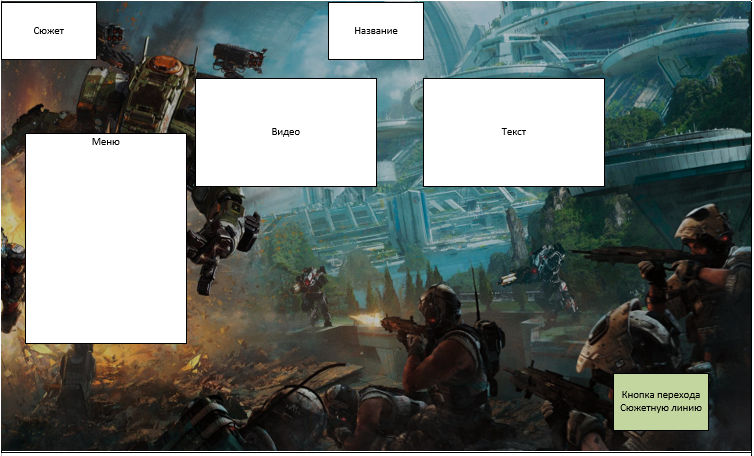 Сюжет
Название
Видео
Текст
Меню
Кнопка перехода
Сюжетную линию